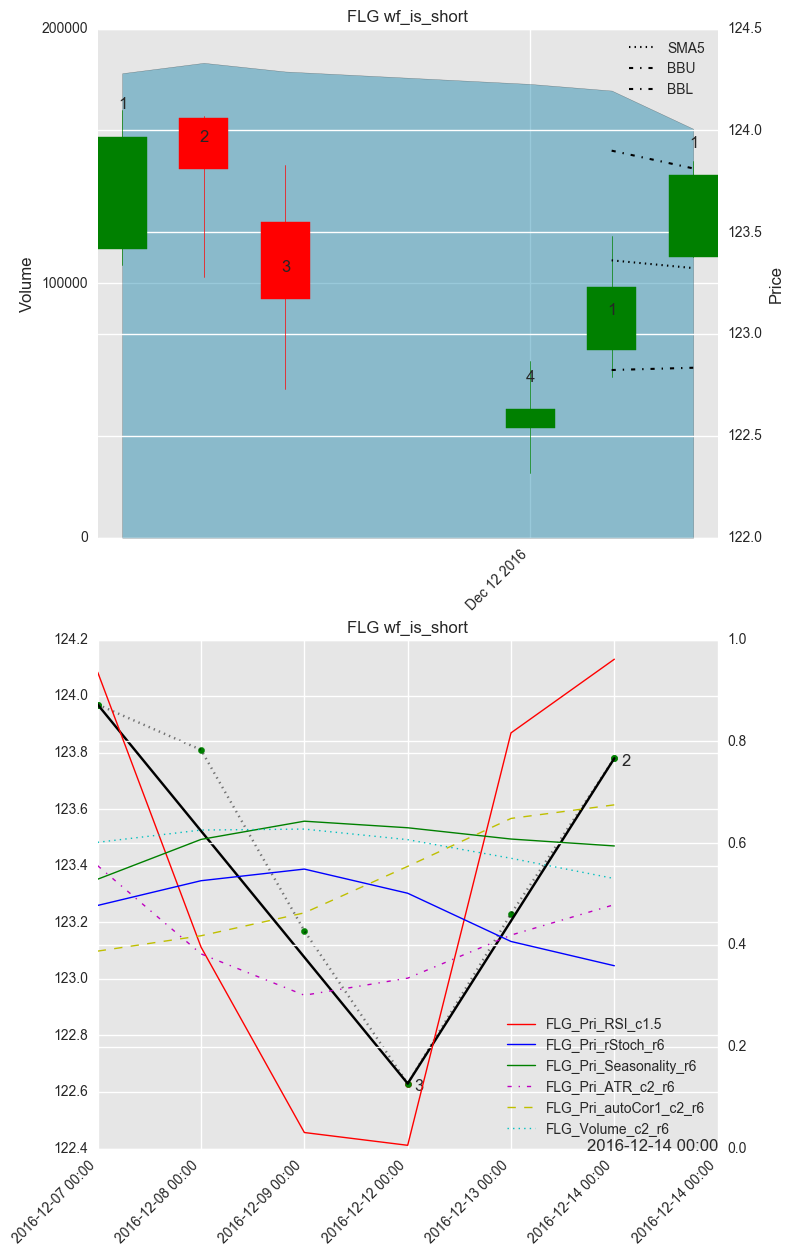 FLG wf_is_short
200000
124.5
SMA5
BBU
BBL
1
2
124.0
1
123.5
3
Volume
100000
Price
1
123.0
4
122.5
0
122.0
Dec 12 2016
FLG wf_is_short
124.2
1.0
124.0
123.8
0.8
2
123.6
123.4
0.6
123.2
0.4
123.0
122.8
0.2
122.6
3
122.4
0.0
FLG_Pri_RSI_c1.5
FLG_Pri_rStoch_r6
FLG_Pri_Seasonality_r6
FLG_Pri_ATR_c2_r6
FLG_Pri_autoCor1_c2_r6
FLG_Volume_c2_r6
2016-12-14 00:00
2016-12-07 00:00
2016-12-08 00:00
2016-12-09 00:00
2016-12-12 00:00
2016-12-13 00:00
2016-12-14 00:00
2016-12-14 00:00